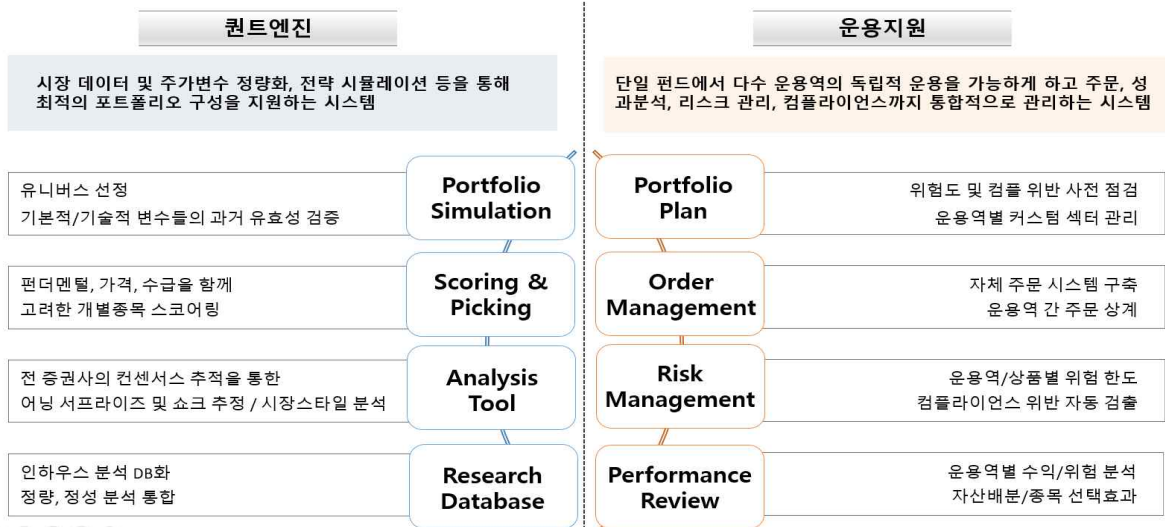 퀀트엔진
시장 데이터 및 주가변수 정량화, 전략 시뮬레이션 등을 통해
최적의 포트폴리오 구성을 지원하는 시스템
유니버스 선정
기본적/기술적 변수들의 과거 유효성 검증
Portfolio
Simulation
펀더멘털, 가격, 수급을 함께
고려한 개별종목 스코어링
Scoring &
Picking
전 증권사의 컨센서스 추적을 통한
어닝 서프라이즈 및 쇼크 추정 / 시장스타일 분석
Analysis
Tool
인하우스 분석 DB화
정량, 정성 분석 통합
Research
Database
운용지원
단일 펀드에서 다수 운용역의 독립적 운용을 가능하게 하고 주문, 성
과분석, 리스크 관리, 컴플라이언스까지 통합적으로 관리하는 시스템
Portfolio
Plan
위험도 및 컴플 위반 사전 점검
운용역별 커스텀 섹터 관리
Order
Management
자체 주문 시스템 구축
운용역 간 주문 상계
Risk
Management
운용역/상품별 위험 한도
컴플라이언스 위반 자동 검출
Performance
Review
운용역별 수익/위험 분석
자산배분/종목 선택효과